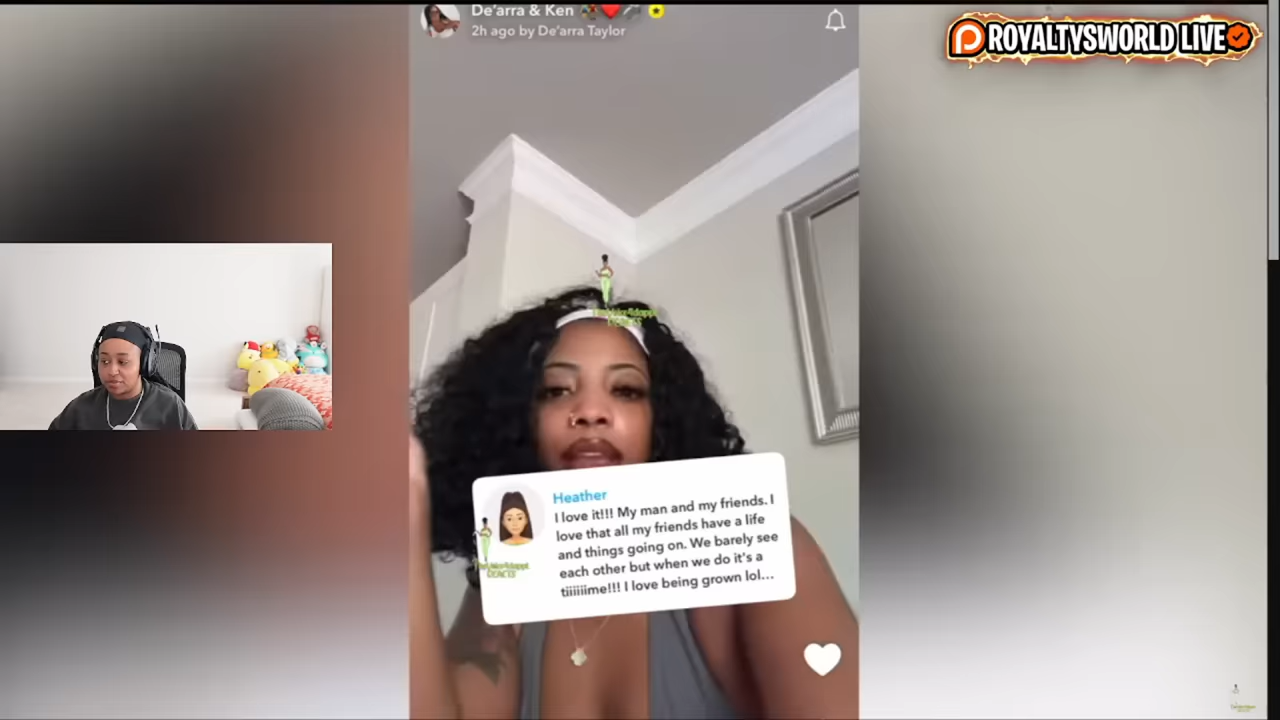 De'arra & Ken
2h ago by De'arra Taylor
ROYALTYSWORLD LIVE
Heather
I love it!!! My man and my friends. I
love that all my friends have a life
and things going on. We barely see
each other but when we do it's a
tiiiiiime!!! I love being grown lol...